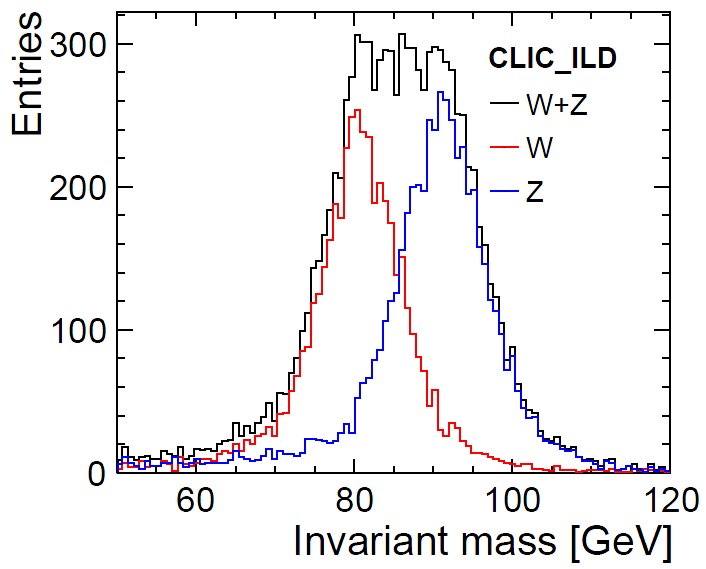 Entries
300
200
100
0
CLIC_ILD
W+Z
W
Z
60 80 100 120
Invariant mass [GeV]